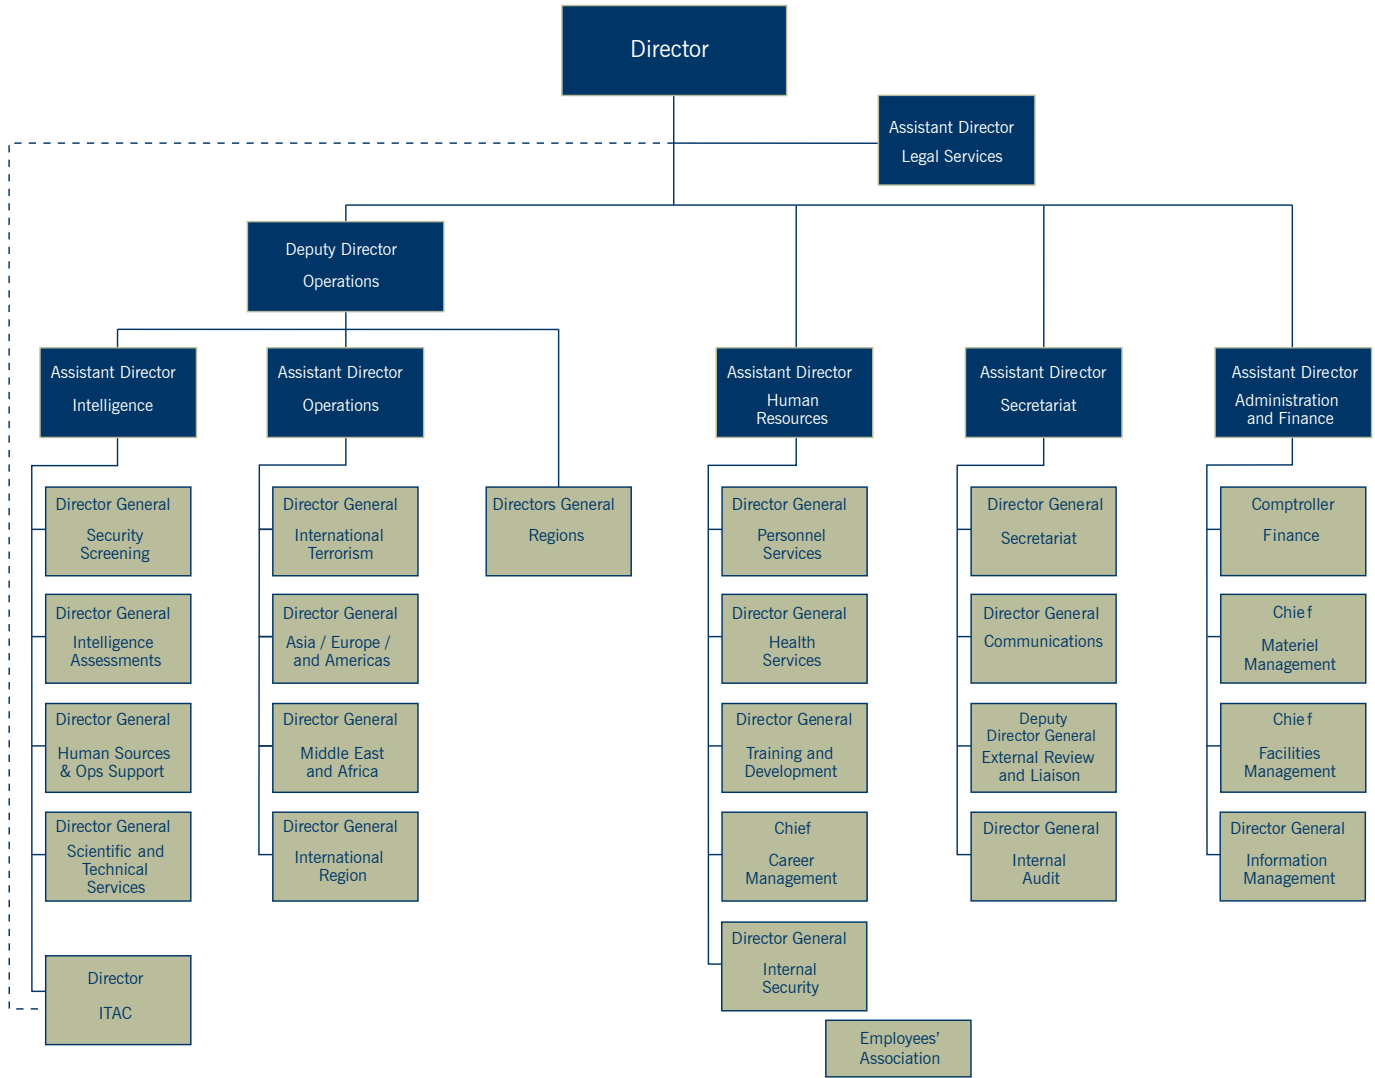 Director
Assistant Director
Legal Services
Deputy Director
Operations
Assistant Director
Intelligence
Assistant Director
Operations
Assistant Director
Human
Resources
Assistant Director
Secretariat
Assistant Director
Administration
and Finance
Director General
Security
Screening
Director General
International
Terrorism
Directors General
Regions
Director General
Personnel
Services
Director General
Secretariat
Comptroller
Finance
Director General
Intelligence
Assessments
Director General
Asia / Europe /
and Americas
Director General
Health
Services
Director General
Communications
Chief
Materiel
Management
Director General
Human Sources
& Ops Support
Director General
Middle East
and Africa
Director General
Training and
Development
Deputy
Director General
External Review
and Liaison
Chief
Facilities
Management
Director General
Scientific and
Technical
Services
Director General
International
Region
Chief
Career
Management
Director General
Internal
Audit
Director General
Information
Management
Director
ITAC
Director General
Internal
Security
Employees’
Association